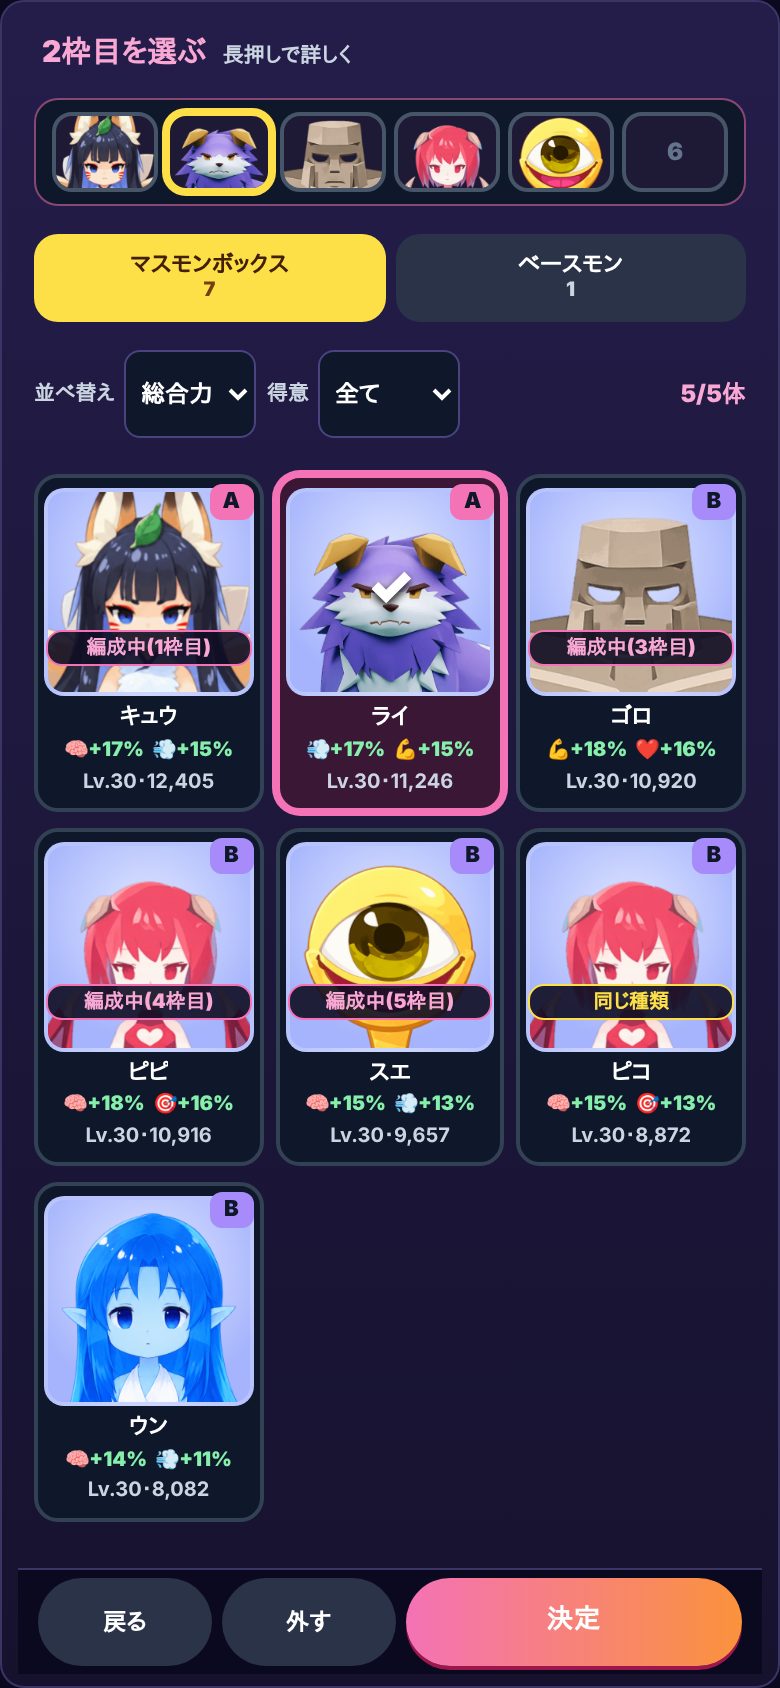 2枠目を選ぶ 長押しで詳しく
6
マスモンボックス
7
ベースモン
1
並べ替え 総合力 得意 全て 5/5体
A
編成中(1枠目)
キュウ
🧠+17% 💨+15%
Lv.30･12,405
A
ライ
💨+17% 💪+15%
Lv.30･11,246
B
編成中(3枠目)
ゴロ
💪+18% ❤️+16%
Lv.30･10,920
B
編成中(4枠目)
ピピ
🧠+18% 🎯+16%
Lv.30･10,916
B
編成中(5枠目)
スエ
🧠+15% 💨+13%
Lv.30･9,657
B
同じ種類
ピコ
🧠+15% 🎯+13%
Lv.30･8,872
B
ウン
🧠+14% 💨+11%
Lv.30･8,082
戻る
外す
決定